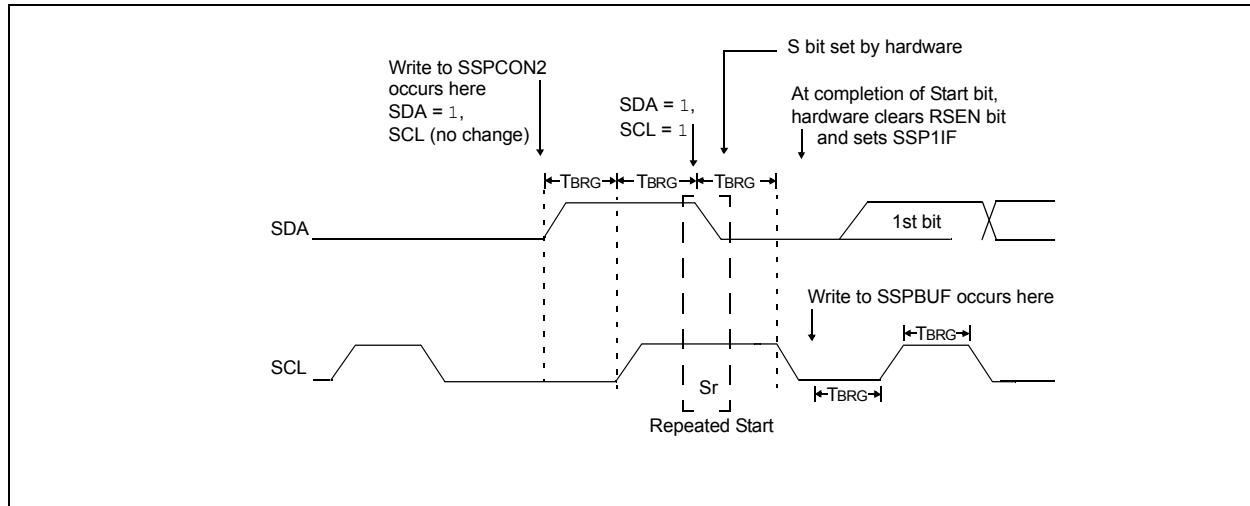 S bit set by hardware
Write to SSPCON2
occurs here
SDA = 1,
SCL (no change)
SDA = 1,
SCL = 1
At completion of Start bit,
hardware clears RSEN bit
and sets SSP1IF
TBRG TBRG TBRG
SDA
1st bit
Write to SSPBUF occurs here
TBRG
SCL
Sr
TBRG
Repeated Start